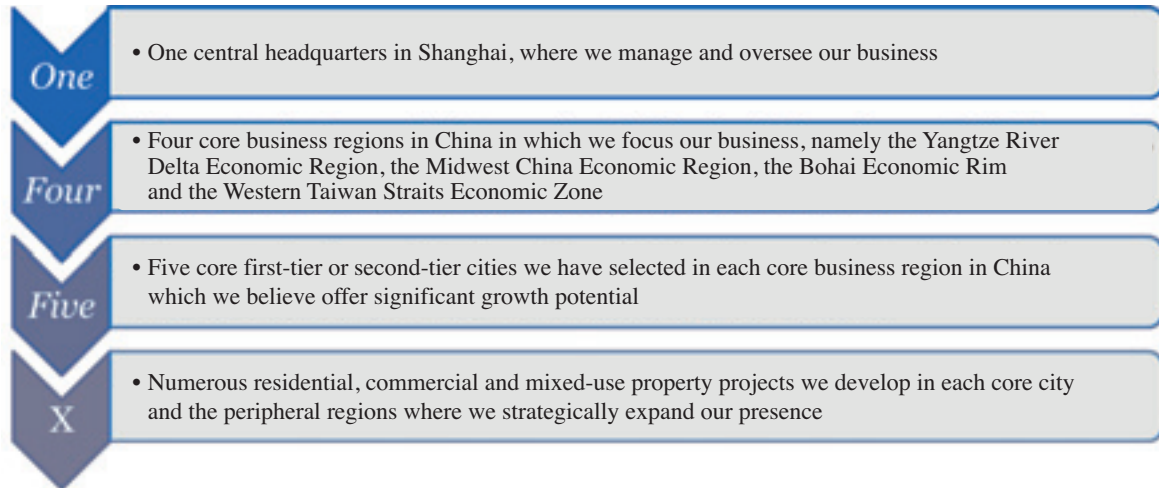 One
• One central headquarters in Shanghai, where we manage and oversee our business
Four
• Four core business regions in China in which we focus our business, namely the Yangtze River
Delta Economic Region, the Midwest China Economic Region, the Bohai Economic Rim
and the Western Taiwan Straits Economic Zone
Five
• Five core first-tier or second-tier cities we have selected in each core business region in China
which we believe offer significant growth potential
X
• Numerous residential, commercial and mixed-use property projects we develop in each core city
and the peripheral regions where we strategically expand our presence